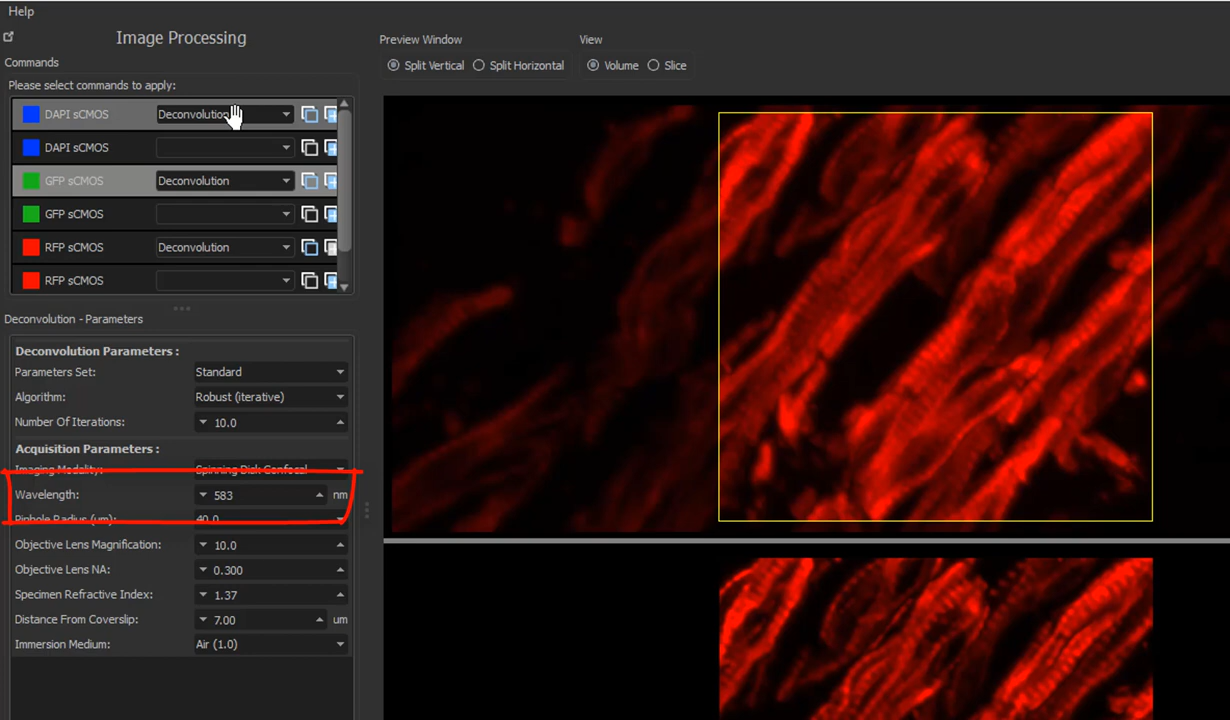 Help
Image Processing
Commands
Please select commands to apply:
DAPI sCMOS Deconvolution
DAPI sCMOS
GFP sCMOS Deconvolution
GFP sCMOS
RFP sCMOS Deconvolution
RFP sCMOS
Deconvolution - Parameters
Deconvolution Parameters :
Parameters Set: Standard
Algorithm: Robust (iterative)
Number Of Iterations: 10.0
Acquisition Parameters :
Imaging Modality: Spinning Disk Confocal
Wavelength: 583 nm
Pinhole Radius (um): 40.0
Objective Lens Magnification: 10.0
Objective Lens NA: 0.300
Specimen Refractive Index: 1.37
Distance From Coverslip: 7.00 um
Immersion Medium: Air (1.0)
Preview Window View
Split Vertical Split Horizontal Volume Slice